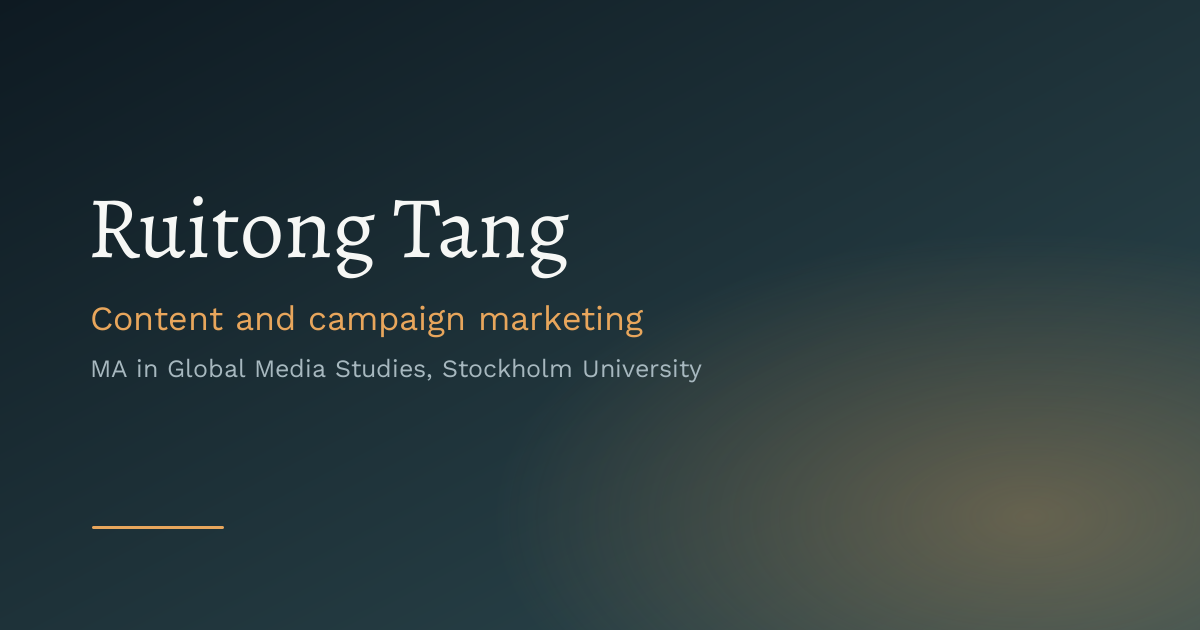 Ruitong Tang
Content and campaign marketing
MA in Global Media Studies, Stockholm University